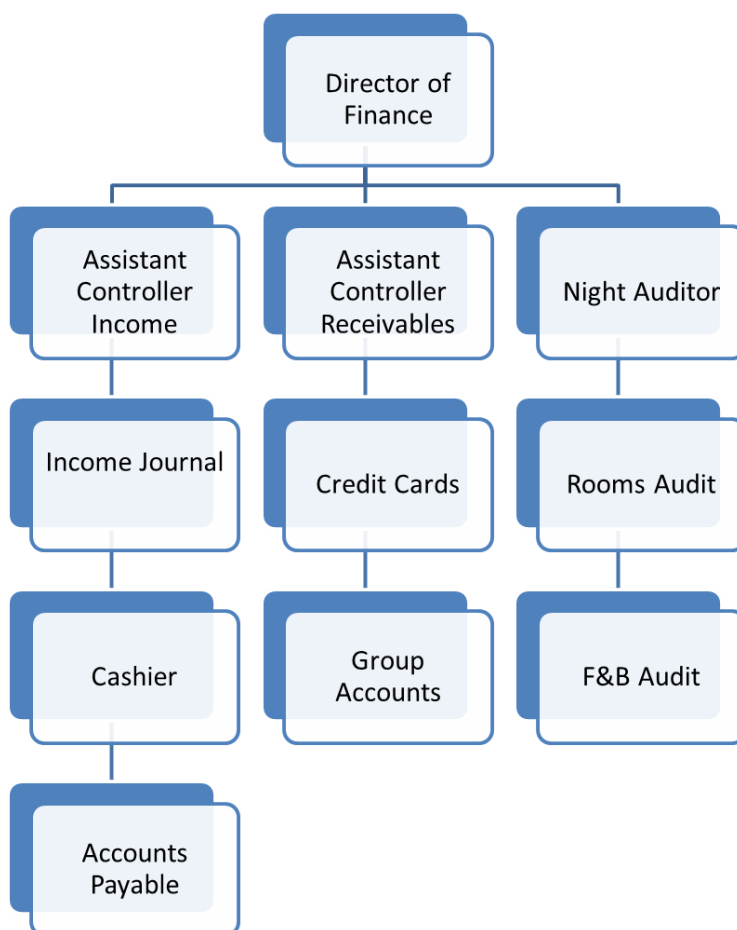 Director of
Finance
Assistant
Controller
Income
Assistant
Controller
Receivables
Night Auditor
Income Journal
Credit Cards
Rooms Audit
Cashier
Group
Accounts
F&B Audit
Accounts
Payable